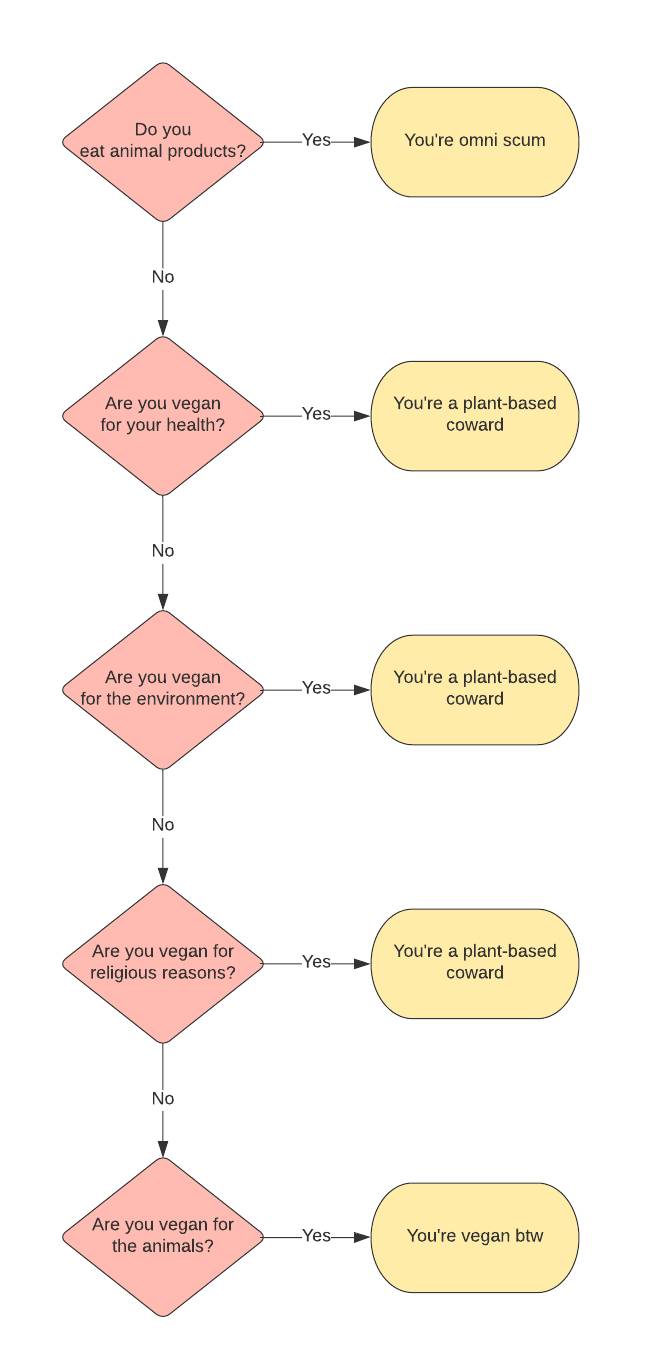 Do you
eat animal products?
Yes
You're omni scum
No
Are you vegan
for your health?
Yes
You're a plant-based
coward
No
Are you vegan
for the environment?
Yes
You're a plant-based
coward
No
Are you vegan for
religious reasons?
Yes
You're a plant-based
coward
No
Are you vegan for
the animals?
Yes
You're vegan btw